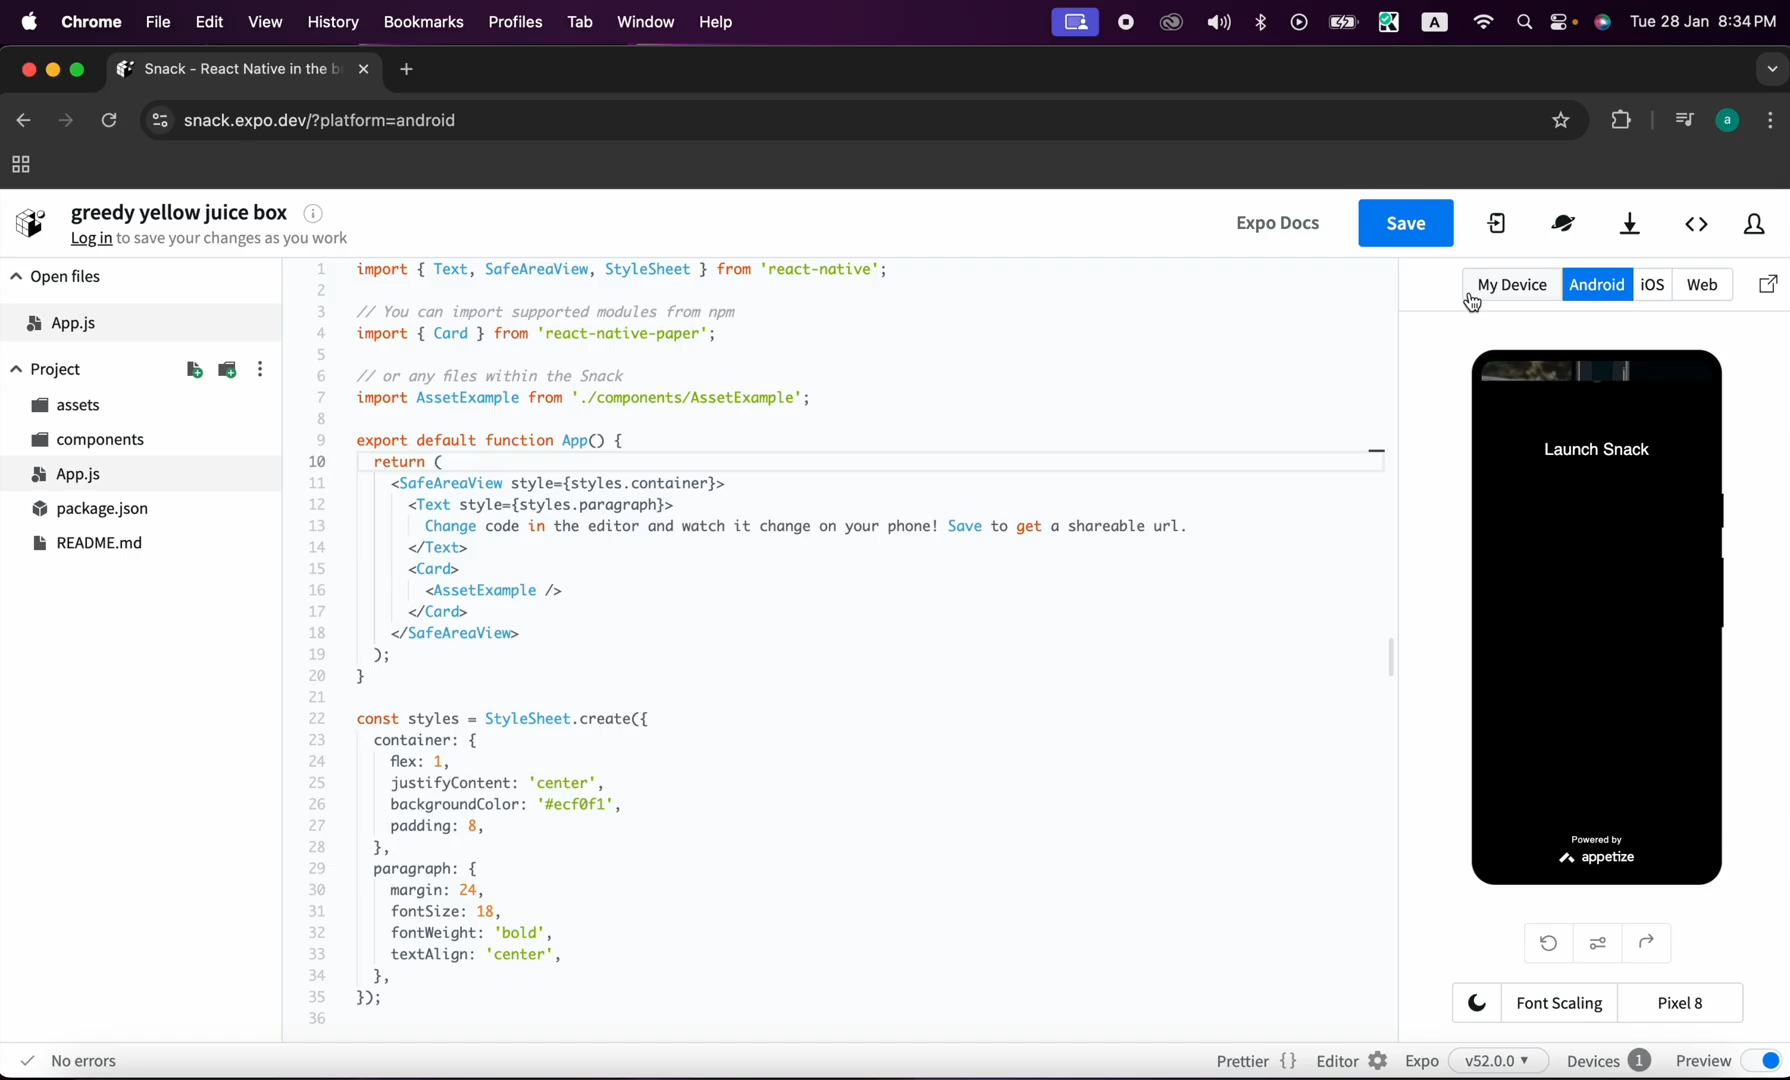 Chrome File Edit View History Bookmarks Profiles Tab Window Help A Tue 28 Jan 8:34 PM
Snack - React Native in the b
snack.expo.dev/?platform=android a
greedy yellow juice box
Log in to save your changes as you work
Expo Docs Save
Open files
App.js
Project
assets
components
App.js
package.json
README.md
1 import { Text, SafeAreaView, StyleSheet } from 'react-native';
2
3 // You can import supported modules from npm
4 import { Card } from 'react-native-paper';
5
6 // or any files within the Snack
7 import AssetExample from './components/AssetExample';
8
9 export default function App() {
10 return (
11 <SafeAreaView style={styles.container}>
12 <Text style={styles.paragraph}>
13 Change code in the editor and watch it change on your phone! Save to get a shareable url.
14 </Text>
15 <Card>
16 <AssetExample />
17 </Card>
18 </SafeAreaView>
19 );
20 }
21
22 const styles = StyleSheet.create({
23 container: {
24 flex: 1,
25 justifyContent: 'center',
26 backgroundColor: '#ecf0f1',
27 padding: 8,
28 },
29 paragraph: {
30 margin: 24,
31 fontSize: 18,
32 fontWeight: 'bold',
33 textAlign: 'center',
34 },
35 });
36
My Device Android iOS Web
Launch Snack
Powered by
appetize
Font Scaling Pixel 8
No errors Prettier {} Editor Expo v52.0.0 Devices 1 Preview